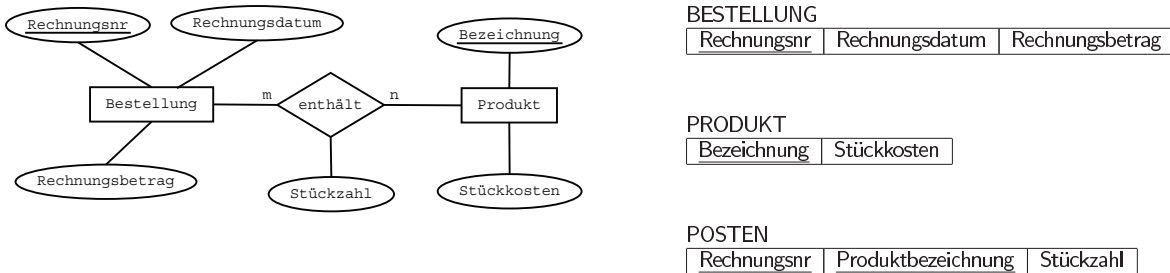 Rechnungsnr
Rechnungsdatum
Bezeichnung
Bestellung m enthält n Produkt
Rechnungsbetrag
Stückzahl
Stückkosten
BESTELLUNG
Rechnungsnr Rechnungsdatum Rechnungsbetrag
PRODUKT
Bezeichnung Stückkosten
POSTEN
Rechnungsnr Produktbezeichnung Stückzahl